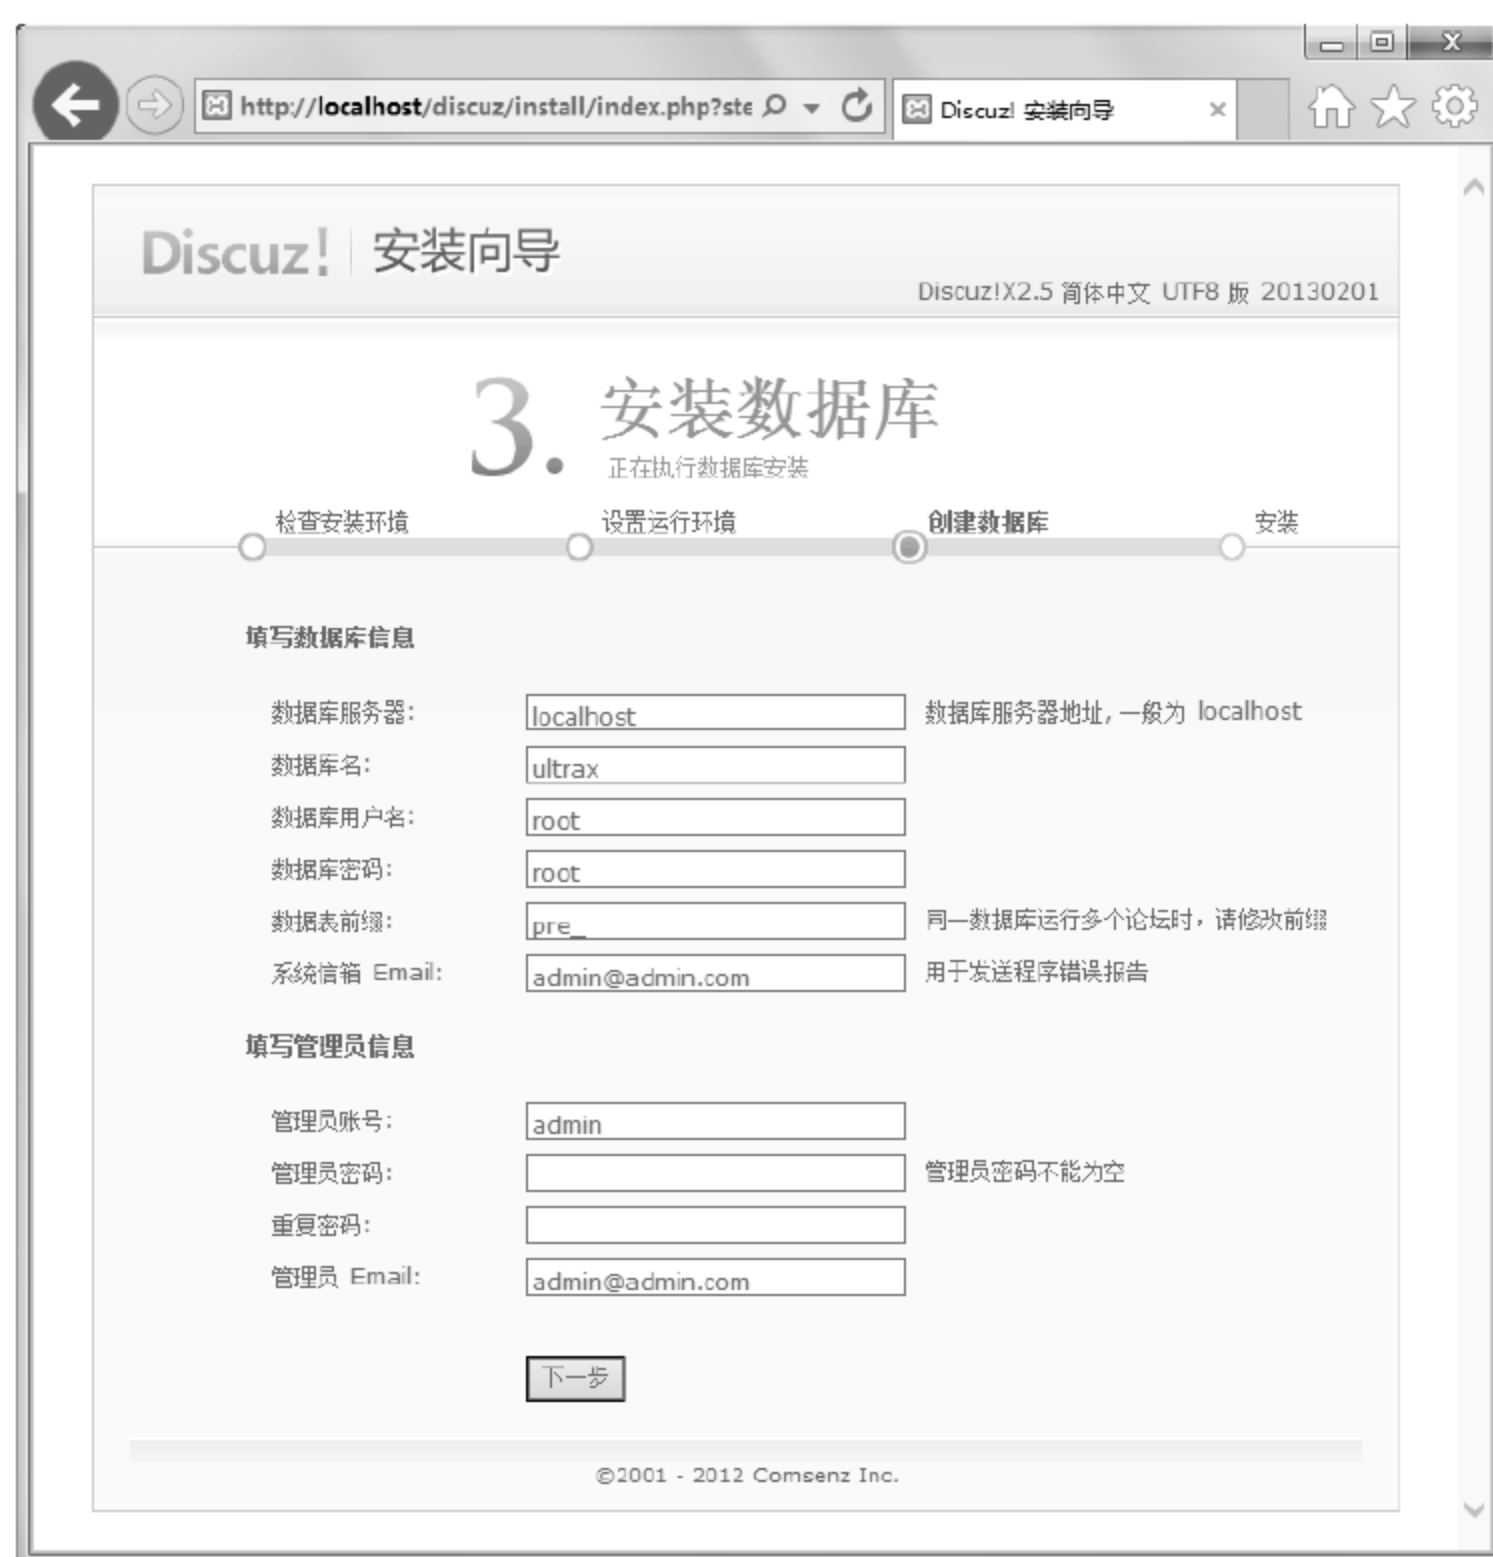 http://localhost/discuz/install/index.php?ste
Discuz! 安装向导
Discuz! 安装向导
Discuz!X2.5 简体中文 UTF8 版 20130201
3. 安装数据库
正在执行数据库安装
检查安装环境 设置运行环境 创建数据库 安装
填写数据库信息
数据库服务器: localhost 数据库服务器地址, 一般为 localhost
数据库名: ultrax
数据库用户名: root
数据库密码: root
数据表前缀: pre_ 同一数据库运行多个论坛时，请修改前缀
系统信箱 Email: admin@admin.com 用于发送程序错误报告
填写管理员信息
管理员账号: admin
管理员密码: 管理员密码不能为空
重复密码:
管理员 Email: admin@admin.com
下一步
©2001 - 2012 Comsenz Inc.